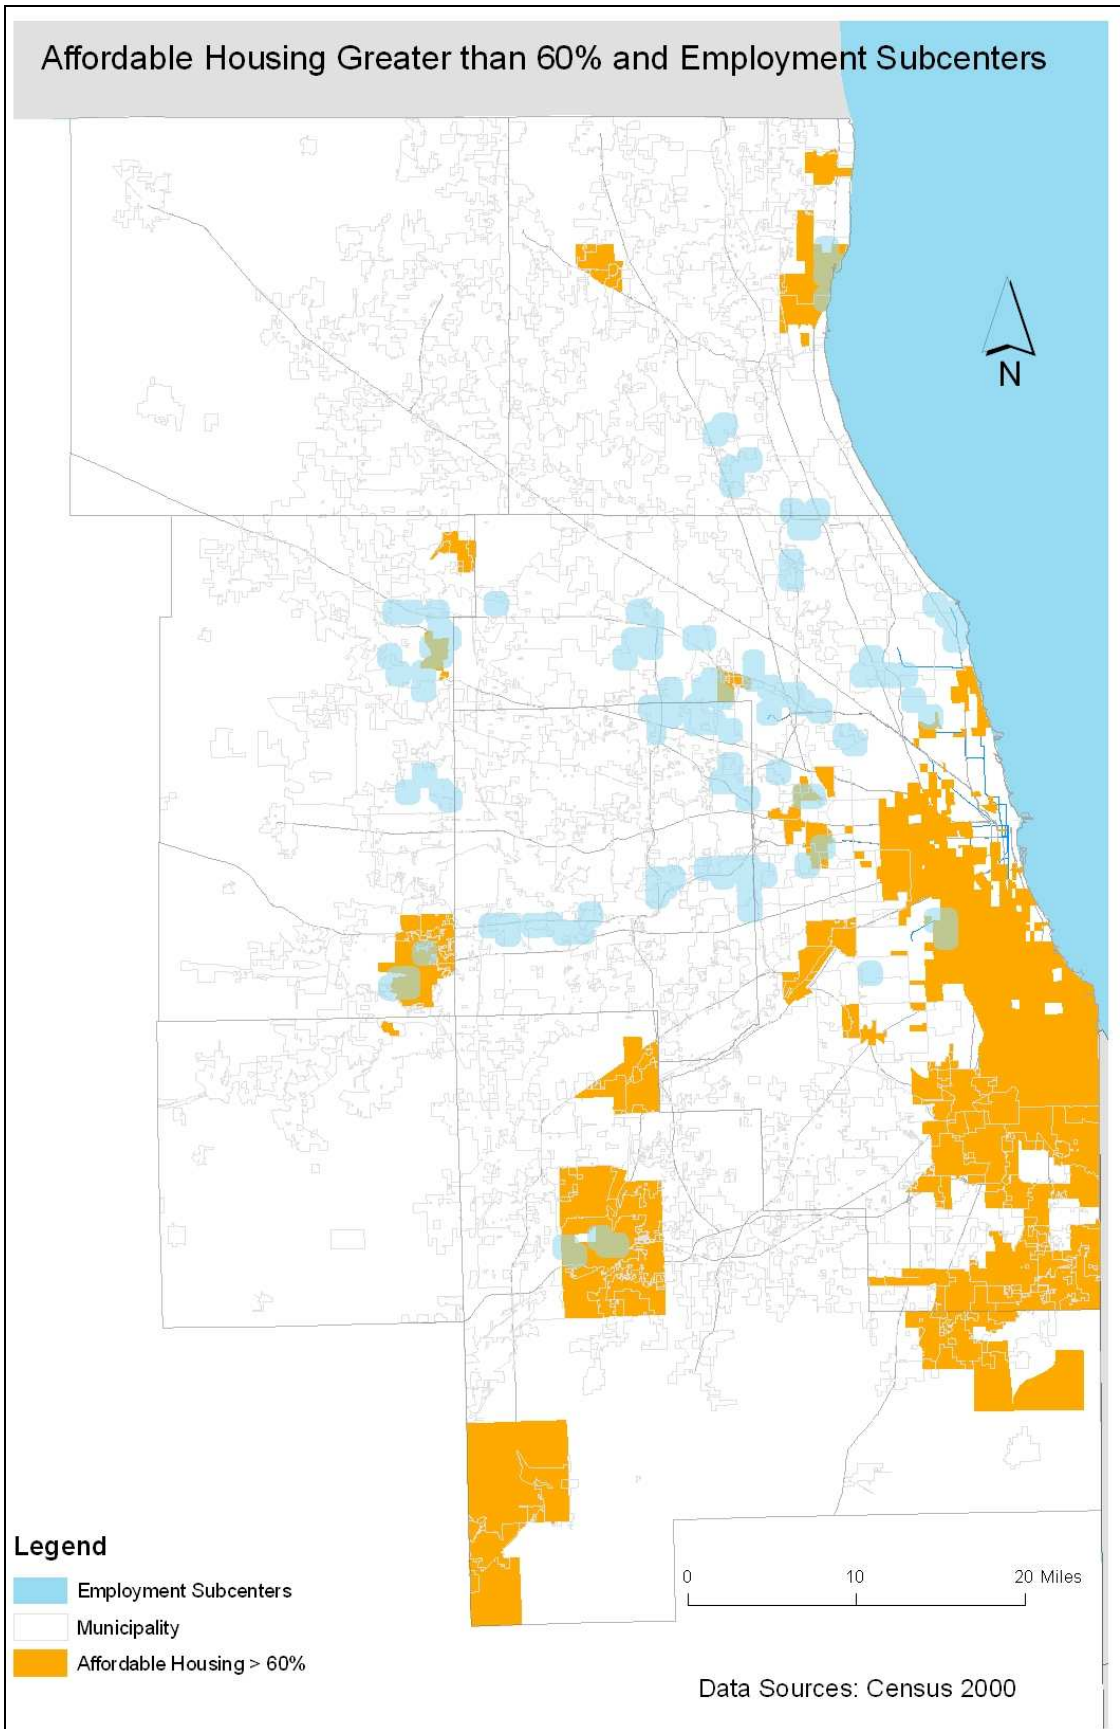 Affordable Housing Greater than 60% and Employment Subcenters
N
Legend
Employment Subcenters
Municipality
Affordable Housing > 60%
0 10 20 Miles
Data Sources: Census 2000